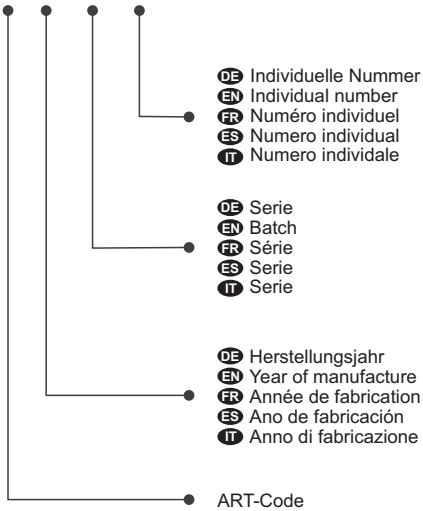 DE Individuelle Nummer
EN Individual number
FR Numéro individuel
ES Numero individual
IT Numero individale
DE Serie
EN Batch
FR Série
ES Serie
IT Serie
DE Herstellungsjahr
EN Year of manufacture
FR Année de fabrication
ES Ano de fabricación
IT Anno di fabricazione
ART-Code